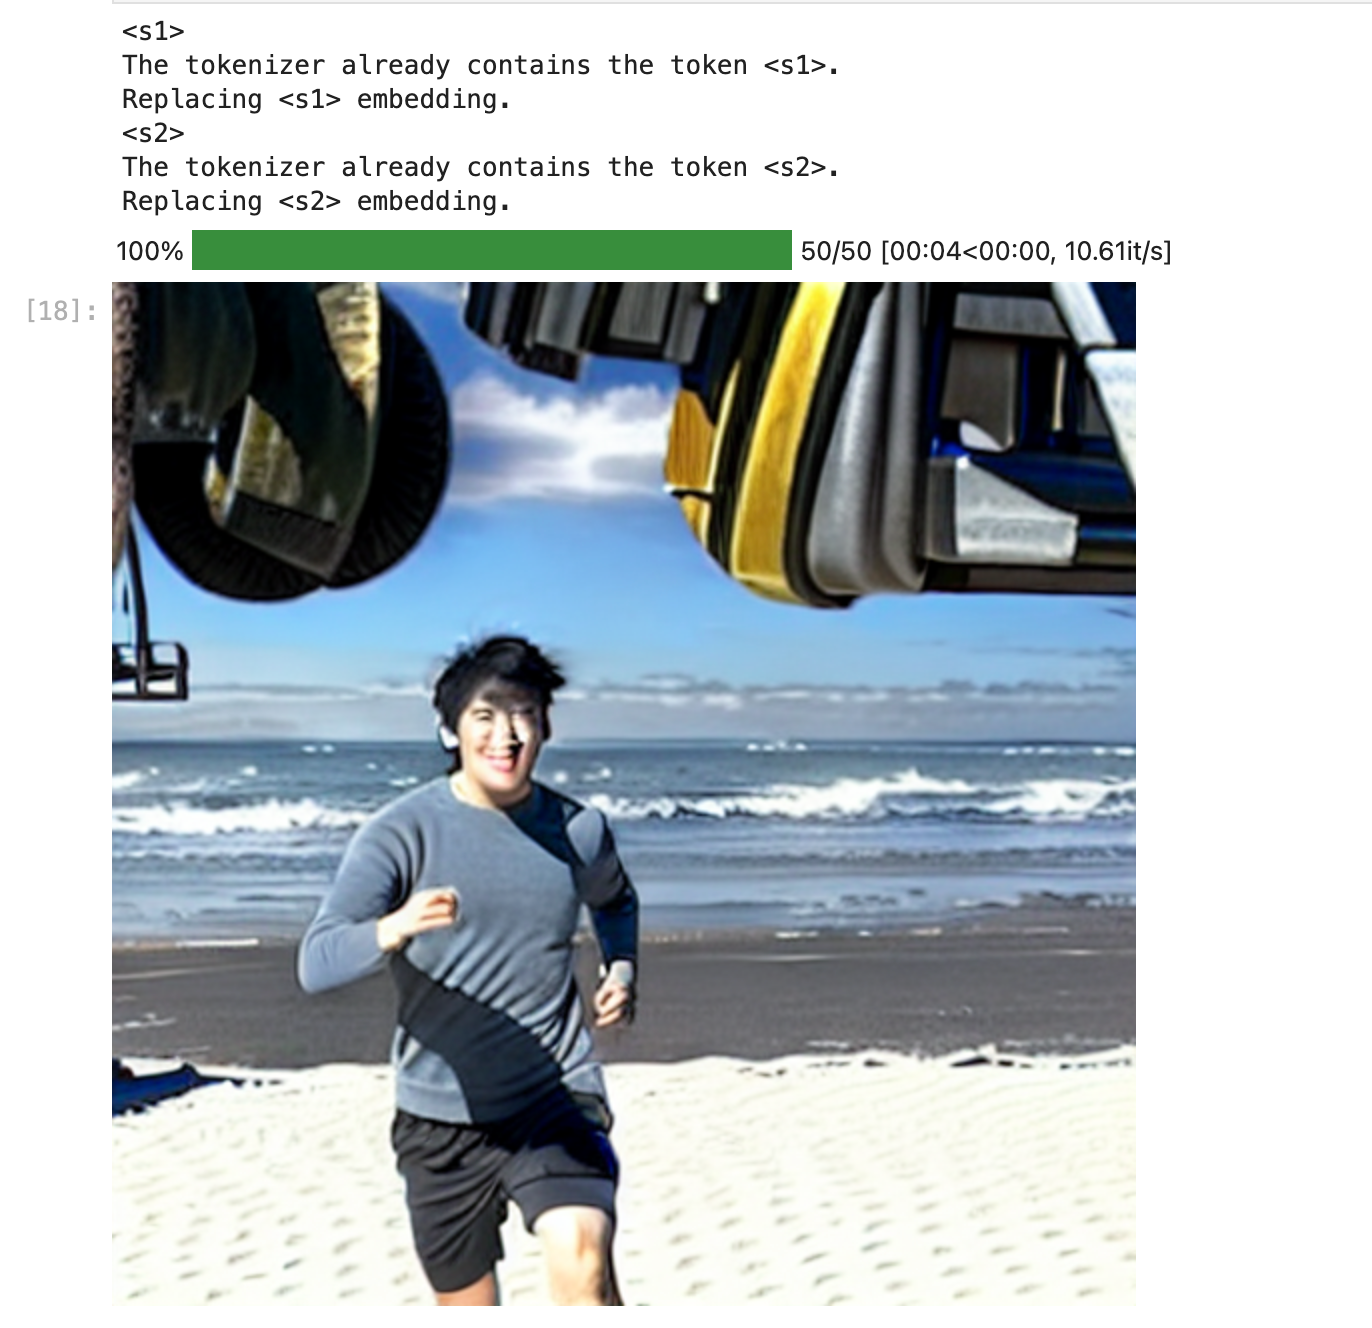 <s1>
The tokenizer already contains the token <s1>.
Replacing <s1> embedding.
<s2>
The tokenizer already contains the token <s2>.
Replacing <s2> embedding.
100% 50/50 [00:04<00:00, 10.61it/s]
[18]: